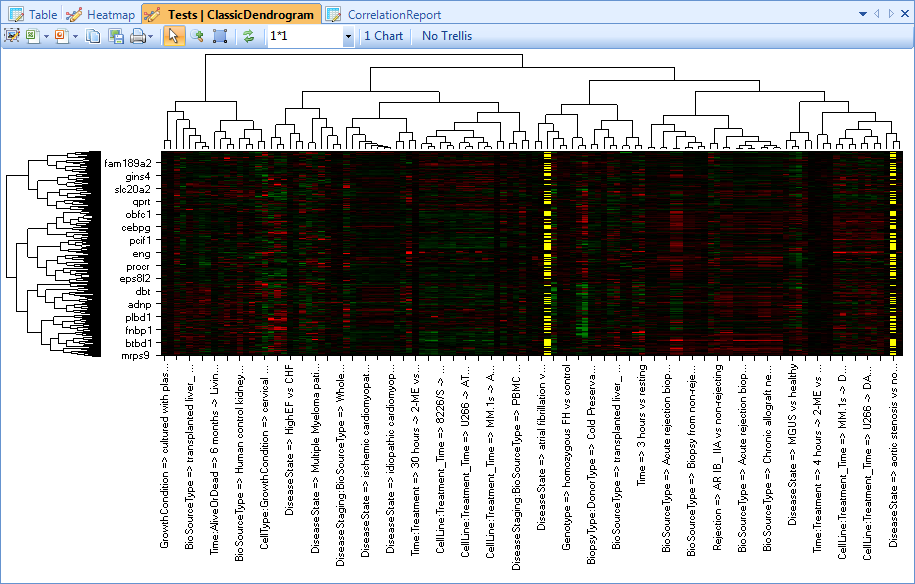 Table
Heatmap
Tests | ClassicDendrogram
CorrelationReport
1*1
1 Chart
No Trellis
fam189a2
gins4
slc20a2
qprt
obfc1
cebpg
pcif1
eng
procr
eps8l2
dbt
adnp
plbd1
fnbp1
btbd1
mrps9
GrowthCondition => cultured with plas...
BioSourceType => transplanted liver_ ...
Time:AliveOrDead => 6 months -> Livin...
BioSourceType => Human control kidney...
CellType:GrowthCondition => cervical ...
DiseaseState => HighEF vs CHF
DiseaseState => Multiple Myeloma pati...
DiseaseStaging:BioSourceType => Whole...
DiseaseState => ischemic cardiomyopat...
DiseaseState => idiopathic cardiomyop...
Time:Treatment => 30 hours -> 2-ME vs...
CellLine:Treatment_Time => 8226/S -> ...
CellLine:Treatment_Time => U266 -> AT...
CellLine:Treatment_Time => MM.1s -> A...
DiseaseStaging:BioSourceType => PBMC ...
DiseaseState => atrial fibrillation v...
Genotype => homozygous FH vs control
BiopsyType:DonorType => Cold Preserva...
BioSourceType => transplanted liver_ ...
Time => 3 hours vs resting
BioSourceType => Acute rejection biop...
BioSourceType => Biopsy from non-reje...
Rejection => AR IB_ IIA vs non-rejecting
BioSourceType => Acute rejection biop...
BioSourceType => Chronic allograft ne...
DiseaseState => MGUS vs healthy
Time:Treatment => 4 hours -> 2-ME vs ...
CellLine:Treatment_Time => MM.1s -> D...
CellLine:Treatment_Time => U266 -> DA...
DiseaseState => aortic stenosis vs no...